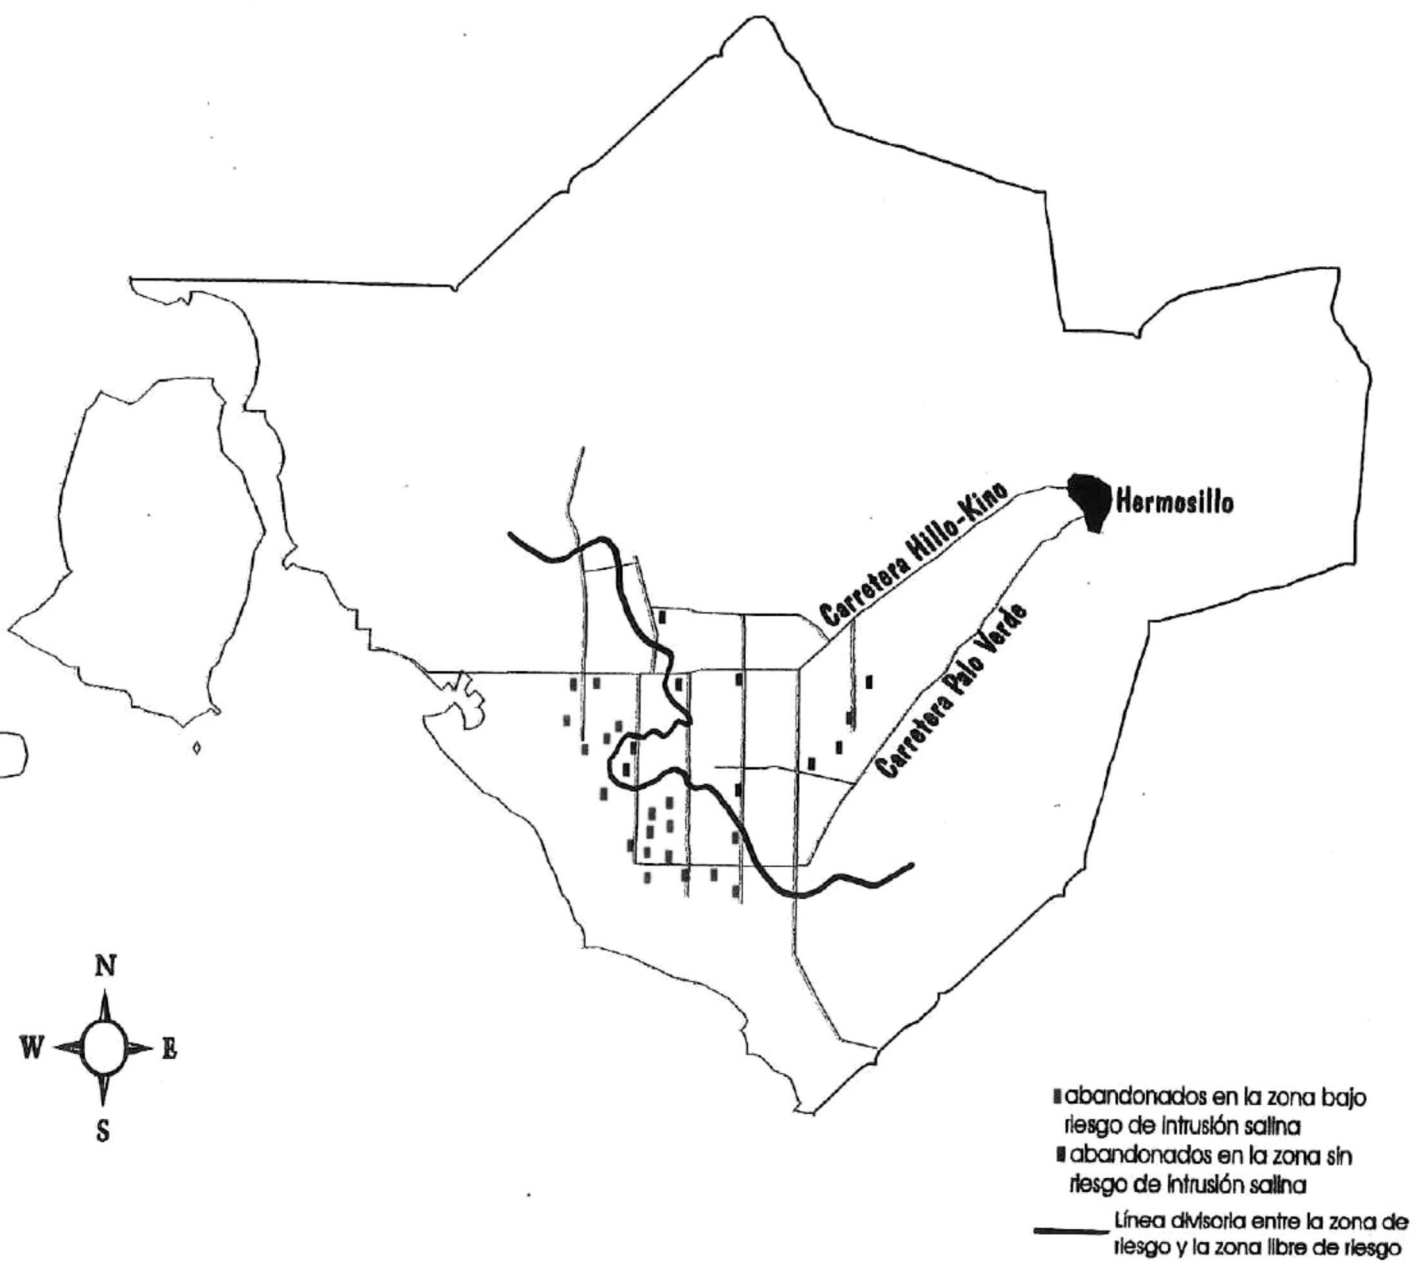 Carretera Hillo-Kino
Hermosillo
Carretera Palo Verde
N
W E
S
abandonados en la zona bajo
riesgo de intrusión salina
abandonados en la zona sin
riesgo de intrusión salina
Línea divisoria entre la zona de
riesgo y la zona libre de riesgo